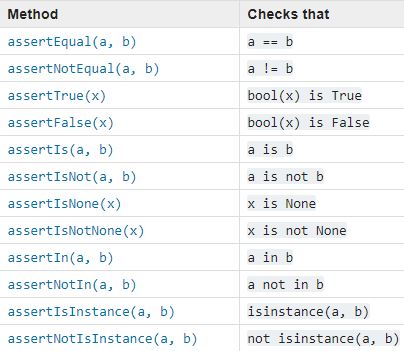 Method Checks that
assertEqual(a, b) a == b
assertNotEqual(a, b) a != b
assertTrue(x) bool(x) is True
assertFalse(x) bool(x) is False
assertIs(a, b) a is b
assertIsNot(a, b) a is not b
assertIsNone(x) x is None
assertIsNotNone(x) x is not None
assertIn(a, b) a in b
assertNotIn(a, b) a not in b
assertIsInstance(a, b) isinstance(a, b)
assertNotIsInstance(a, b) not isinstance(a, b)